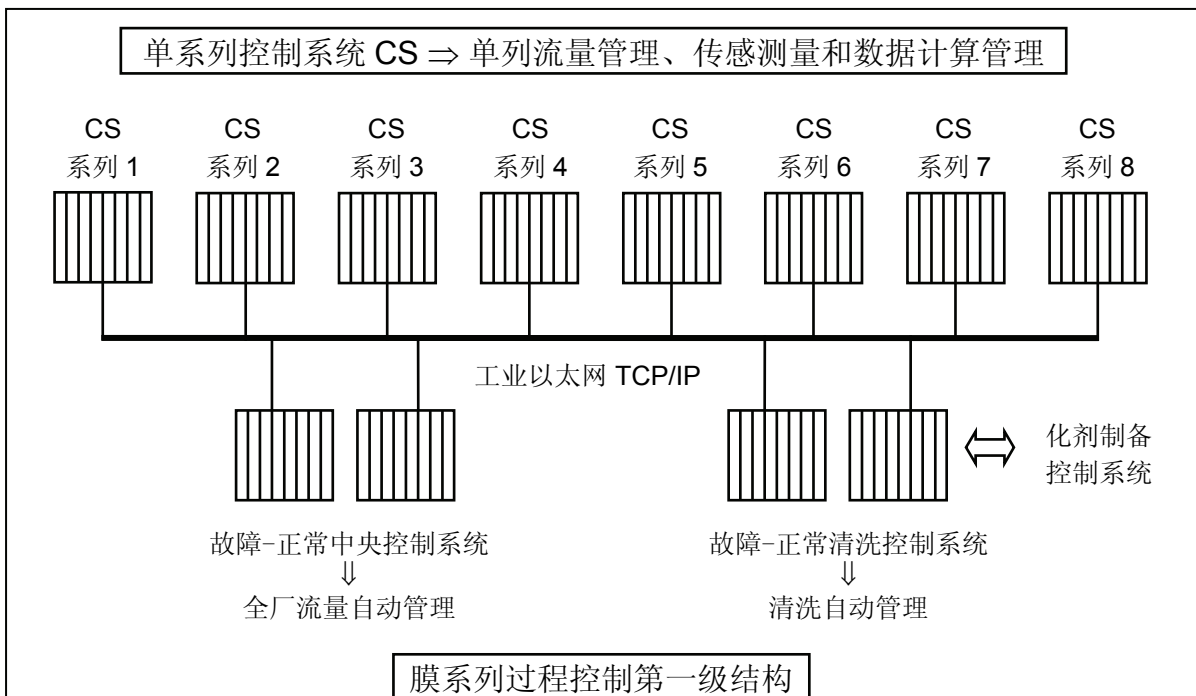 单系列控制系统 CS ⇒ 单列流量管理、传感测量和数据计算管理
CS CS CS CS CS CS CS CS
系列 1 系列 2 系列 3 系列 4 系列 5 系列 6 系列 7 系列 8
工业以太网 TCP/IP
化剂制备
控制系统
故障-正常中央控制系统 故障-正常清洗控制系统
⇓ ⇓
全厂流量自动管理 清洗自动管理
膜系列过程控制第一级结构